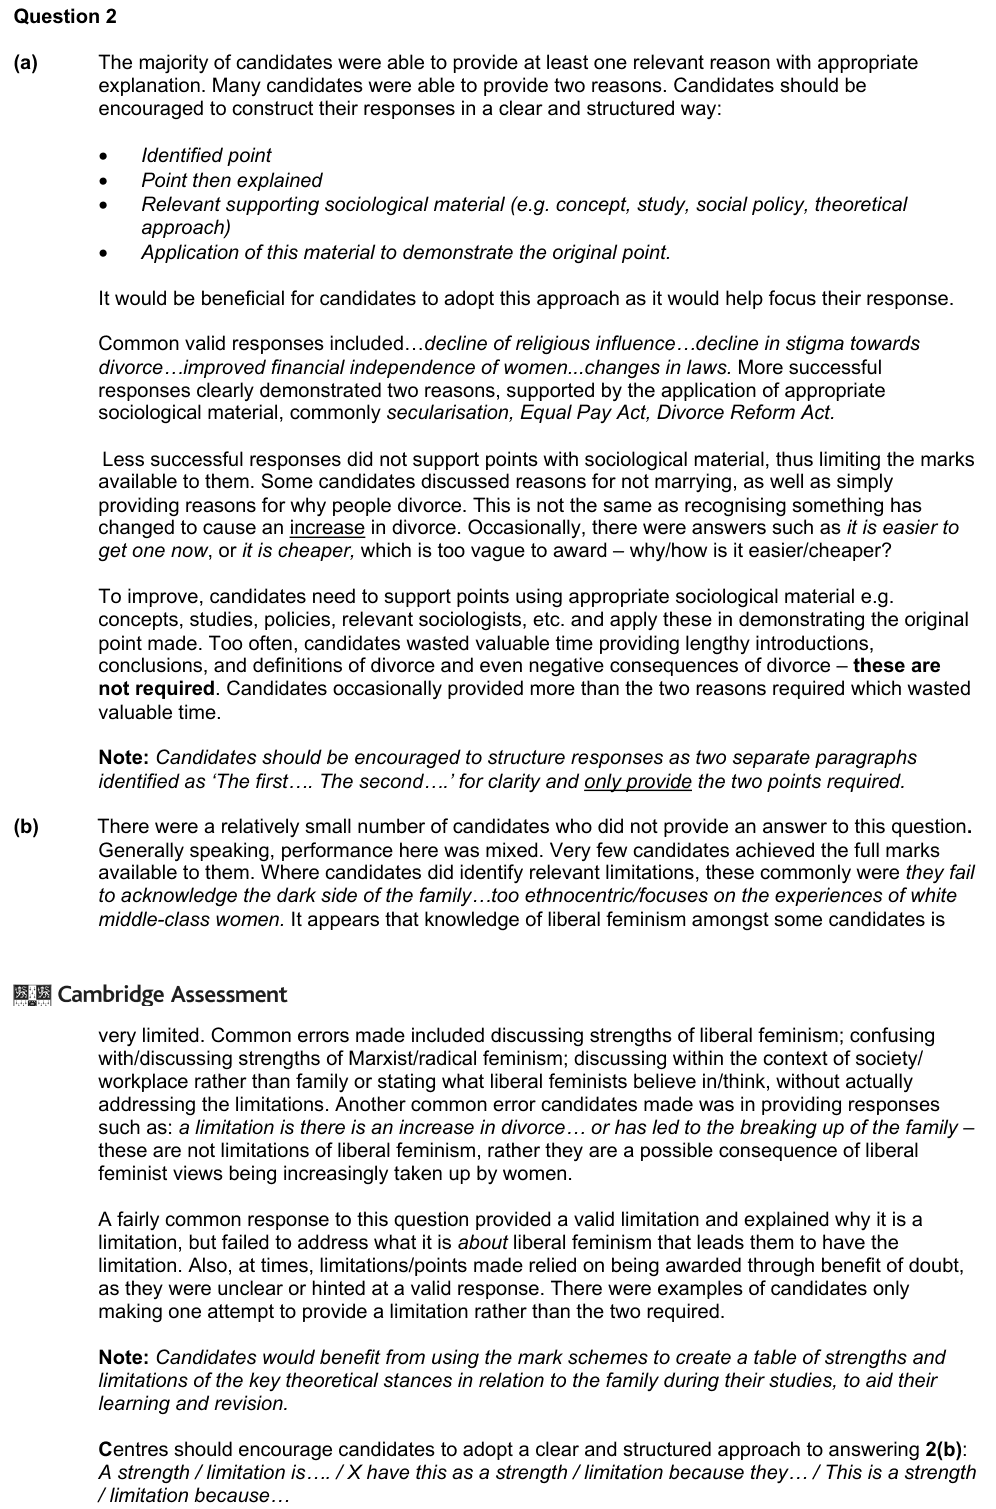 Question 2
(a) The majority of candidates were able to provide at least one relevant reason with appropriate
explanation. Many candidates were able to provide two reasons. Candidates should be
encouraged to construct their responses in a clear and structured way:
• Identified point
• Point then explained
• Relevant supporting sociological material (e.g. concept, study, social policy, theoretical
approach)
• Application of this material to demonstrate the original point.
It would be beneficial for candidates to adopt this approach as it would help focus their response.
Common valid responses included…decline of religious influence…decline in stigma towards
divorce…improved financial independence of women...changes in laws. More successful
responses clearly demonstrated two reasons, supported by the application of appropriate
sociological material, commonly secularisation, Equal Pay Act, Divorce Reform Act.
Less successful responses did not support points with sociological material, thus limiting the marks
available to them. Some candidates discussed reasons for not marrying, as well as simply
providing reasons for why people divorce. This is not the same as recognising something has
changed to cause an increase in divorce. Occasionally, there were answers such as it is easier to
get one now, or it is cheaper, which is too vague to award – why/how is it easier/cheaper?
To improve, candidates need to support points using appropriate sociological material e.g.
concepts, studies, policies, relevant sociologists, etc. and apply these in demonstrating the original
point made. Too often, candidates wasted valuable time providing lengthy introductions,
conclusions, and definitions of divorce and even negative consequences of divorce – these are
not required. Candidates occasionally provided more than the two reasons required which wasted
valuable time.
Note: Candidates should be encouraged to structure responses as two separate paragraphs
identified as ‘The first…. The second….’ for clarity and only provide the two points required.
(b) There were a relatively small number of candidates who did not provide an answer to this question.
Generally speaking, performance here was mixed. Very few candidates achieved the full marks
available to them. Where candidates did identify relevant limitations, these commonly were they fail
to acknowledge the dark side of the family…too ethnocentric/focuses on the experiences of white
middle-class women. It appears that knowledge of liberal feminism amongst some candidates is
Cambridge Assessment
very limited. Common errors made included discussing strengths of liberal feminism; confusing
with/discussing strengths of Marxist/radical feminism; discussing within the context of society/
workplace rather than family or stating what liberal feminists believe in/think, without actually
addressing the limitations. Another common error candidates made was in providing responses
such as: a limitation is there is an increase in divorce… or has led to the breaking up of the family –
these are not limitations of liberal feminism, rather they are a possible consequence of liberal
feminist views being increasingly taken up by women.
A fairly common response to this question provided a valid limitation and explained why it is a
limitation, but failed to address what it is about liberal feminism that leads them to have the
limitation. Also, at times, limitations/points made relied on being awarded through benefit of doubt,
as they were unclear or hinted at a valid response. There were examples of candidates only
making one attempt to provide a limitation rather than the two required.
Note: Candidates would benefit from using the mark schemes to create a table of strengths and
limitations of the key theoretical stances in relation to the family during their studies, to aid their
learning and revision.
Centres should encourage candidates to adopt a clear and structured approach to answering 2(b):
A strength / limitation is…. / X have this as a strength / limitation because they… / This is a strength
/ limitation because…